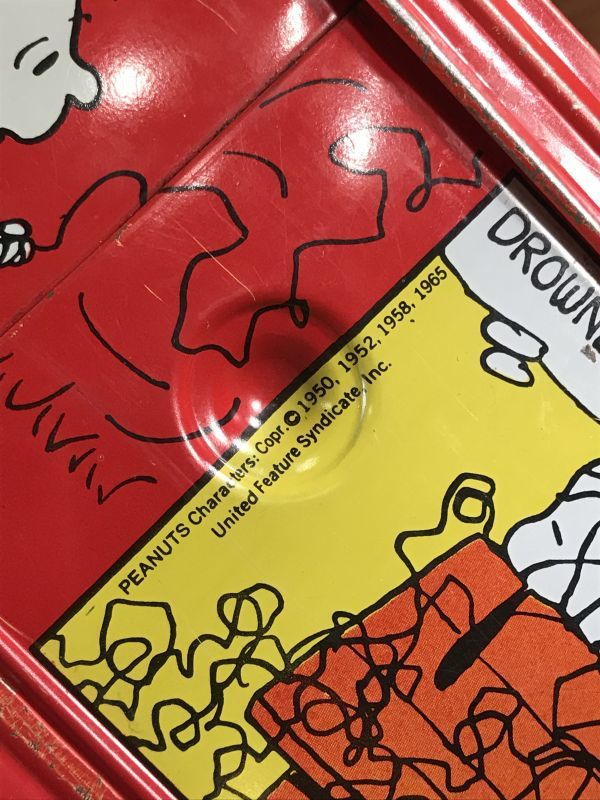 DROWN
PEANUTS Characters: Copr. © 1950, 1952, 1958, 1965
United Feature Syndicate, Inc.